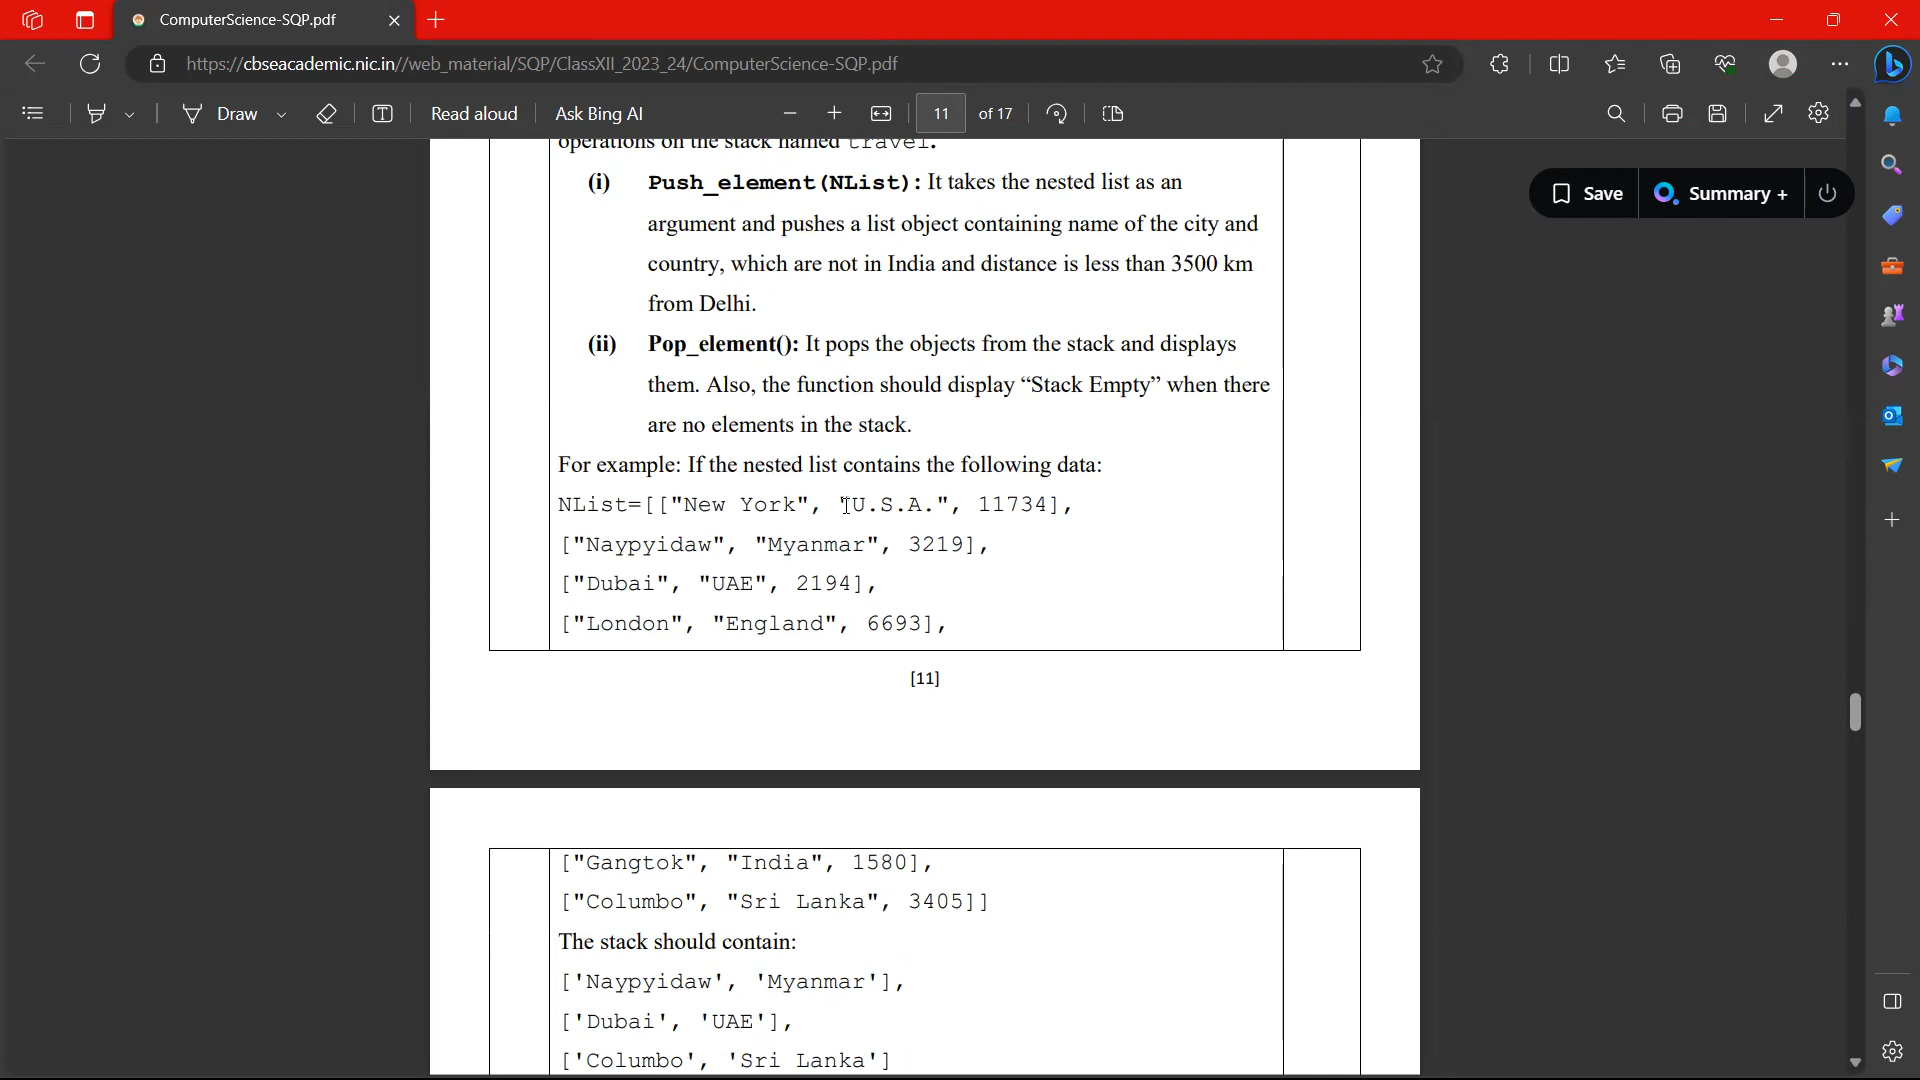 ComputerScience-SQP.pdf
https://cbseacademic.nic.in//web_material/SQP/ClassXII_2023_24/ComputerScience-SQP.pdf
Draw Read aloud Ask Bing AI 11 of 17
Save Summary +
operations on the stack named travel.
(i) Push_element(NList): It takes the nested list as an
argument and pushes a list object containing name of the city and
country, which are not in India and distance is less than 3500 km
from Delhi.
(ii) Pop_element(): It pops the objects from the stack and displays
them. Also, the function should display “Stack Empty” when there
are no elements in the stack.
For example: If the nested list contains the following data:
NList=[["New York", "U.S.A.", 11734],
["Naypyidaw", "Myanmar", 3219],
["Dubai", "UAE", 2194],
["London", "England", 6693],
[11]
["Gangtok", "India", 1580],
["Columbo", "Sri Lanka", 3405]]
The stack should contain:
['Naypyidaw', 'Myanmar'],
['Dubai', 'UAE'],
['Columbo', 'Sri Lanka']